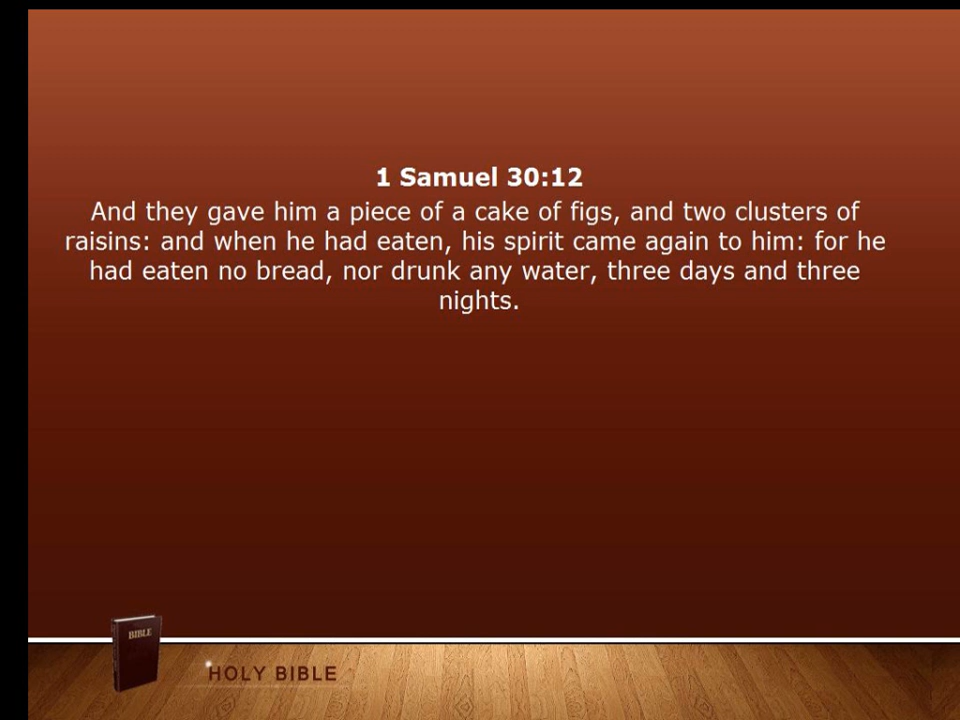 1 Samuel 30:12
And they gave him a piece of a cake of figs, and two clusters of
raisins: and when he had eaten, his spirit came again to him: for he
had eaten no bread, nor drunk any water, three days and three
nights.
BIBLE
HOLY BIBLE